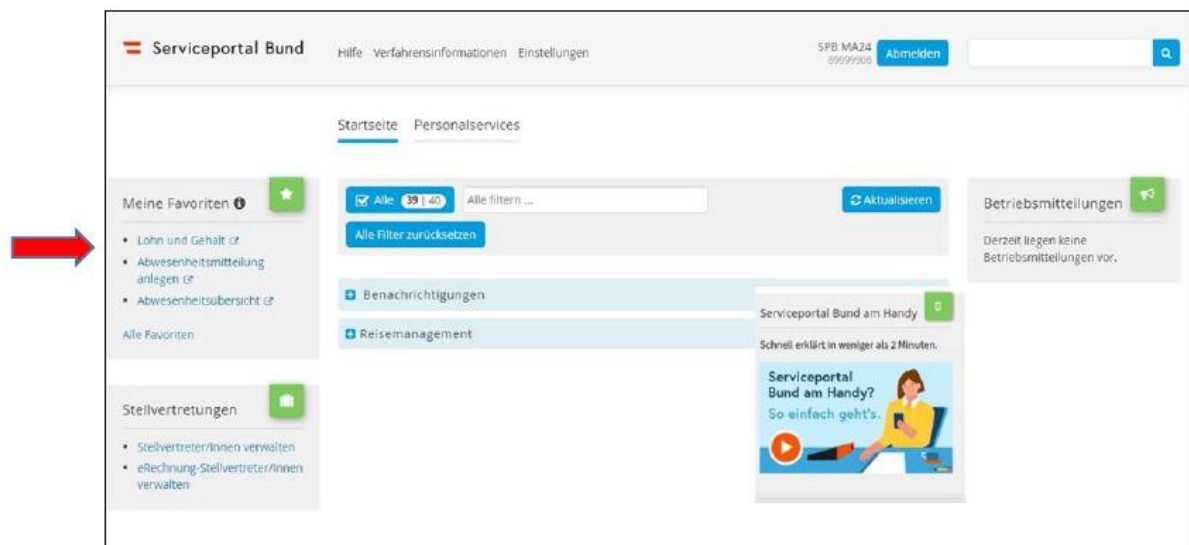 Serviceportal Bund
Hilfe Verfahrensinformationen Einstellungen
SPB MA24
89999906
Abmelden
Startseite Personalservices
Meine Favoriten
Lohn und Gehalt
Abwesenheitsmitteilung
anlegen
Abwesenheitsübersicht
Alle Favoriten
Stellvertretungen
Stellvertreter/Innen verwalten
eRechnung-Stellvertreter/Innen
verwalten
Alle 39 | 40
Alle filtern ...
Aktualisieren
Alle Filter zurücksetzen
Benachrichtigungen
Reisemanagement
Serviceportal Bund am Handy
Schnell erklärt in weniger als 2 Minuten.
Serviceportal
Bund am Handy?
So einfach geht's.
Betriebsmitteilungen
Derzeit liegen keine
Betriebsmitteilungen vor.